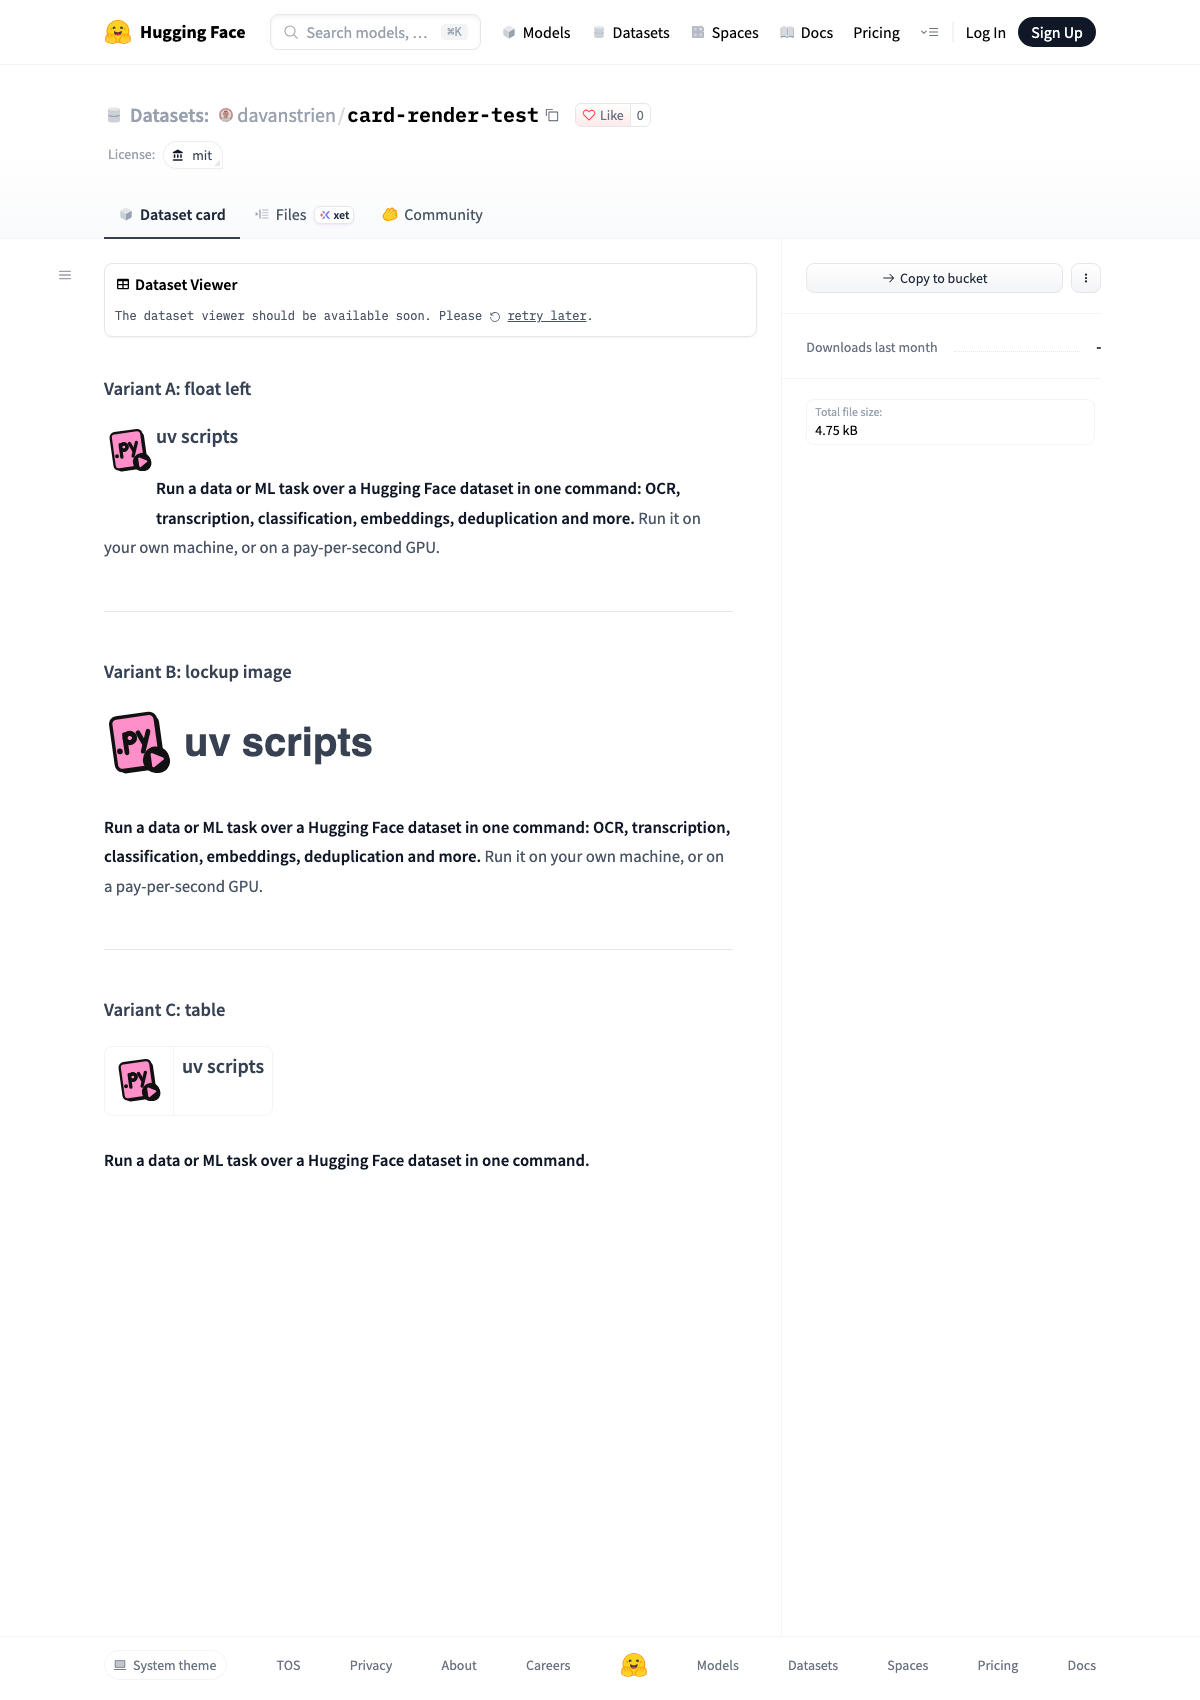 Hugging Face
Search models, ...
⌘K
Models
Datasets
Spaces
Docs
Pricing
Log In
Sign Up
Datasets: davanstrien/card-render-test
Like 0
License: mit
Dataset card
Files xet
Community
Dataset Viewer
The dataset viewer should be available soon. Please retry later.
Copy to bucket
Downloads last month -
Total file size:
4.75 kB
Variant A: float left
.PY
uv scripts
Run a data or ML task over a Hugging Face dataset in one command: OCR,
transcription, classification, embeddings, deduplication and more. Run it on
your own machine, or on a pay-per-second GPU.
Variant B: lockup image
.PY
uv scripts
Run a data or ML task over a Hugging Face dataset in one command: OCR, transcription,
classification, embeddings, deduplication and more. Run it on your own machine, or on
a pay-per-second GPU.
Variant C: table
.PY
uv scripts
Run a data or ML task over a Hugging Face dataset in one command.
System theme
TOS
Privacy
About
Careers
Models
Datasets
Spaces
Pricing
Docs